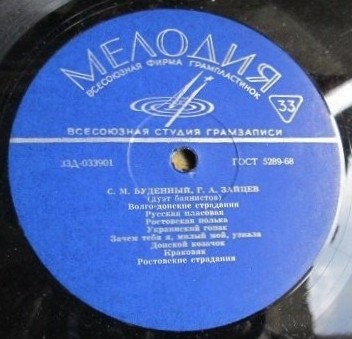 МЕЛОДИЯ
ВСЕСОЮЗНАЯ ФИРМА ГРАМПЛАСТИНОК
33
ВСЕСОЮЗНАЯ СТУДИЯ ГРАМЗАПИСИ
33Д-033901 ГОСТ 5289-68
С. М. БУДЕННЫЙ, Г. А. ЗАЙЦЕВ
(дуэт баянистов)
Волго-донские страдания
Русская плясовая
Ростовская полька
Украинский гопак
Зачем тебя я, милый мой, узнала
Донской казачок
Краковяк
Ростовские страдания